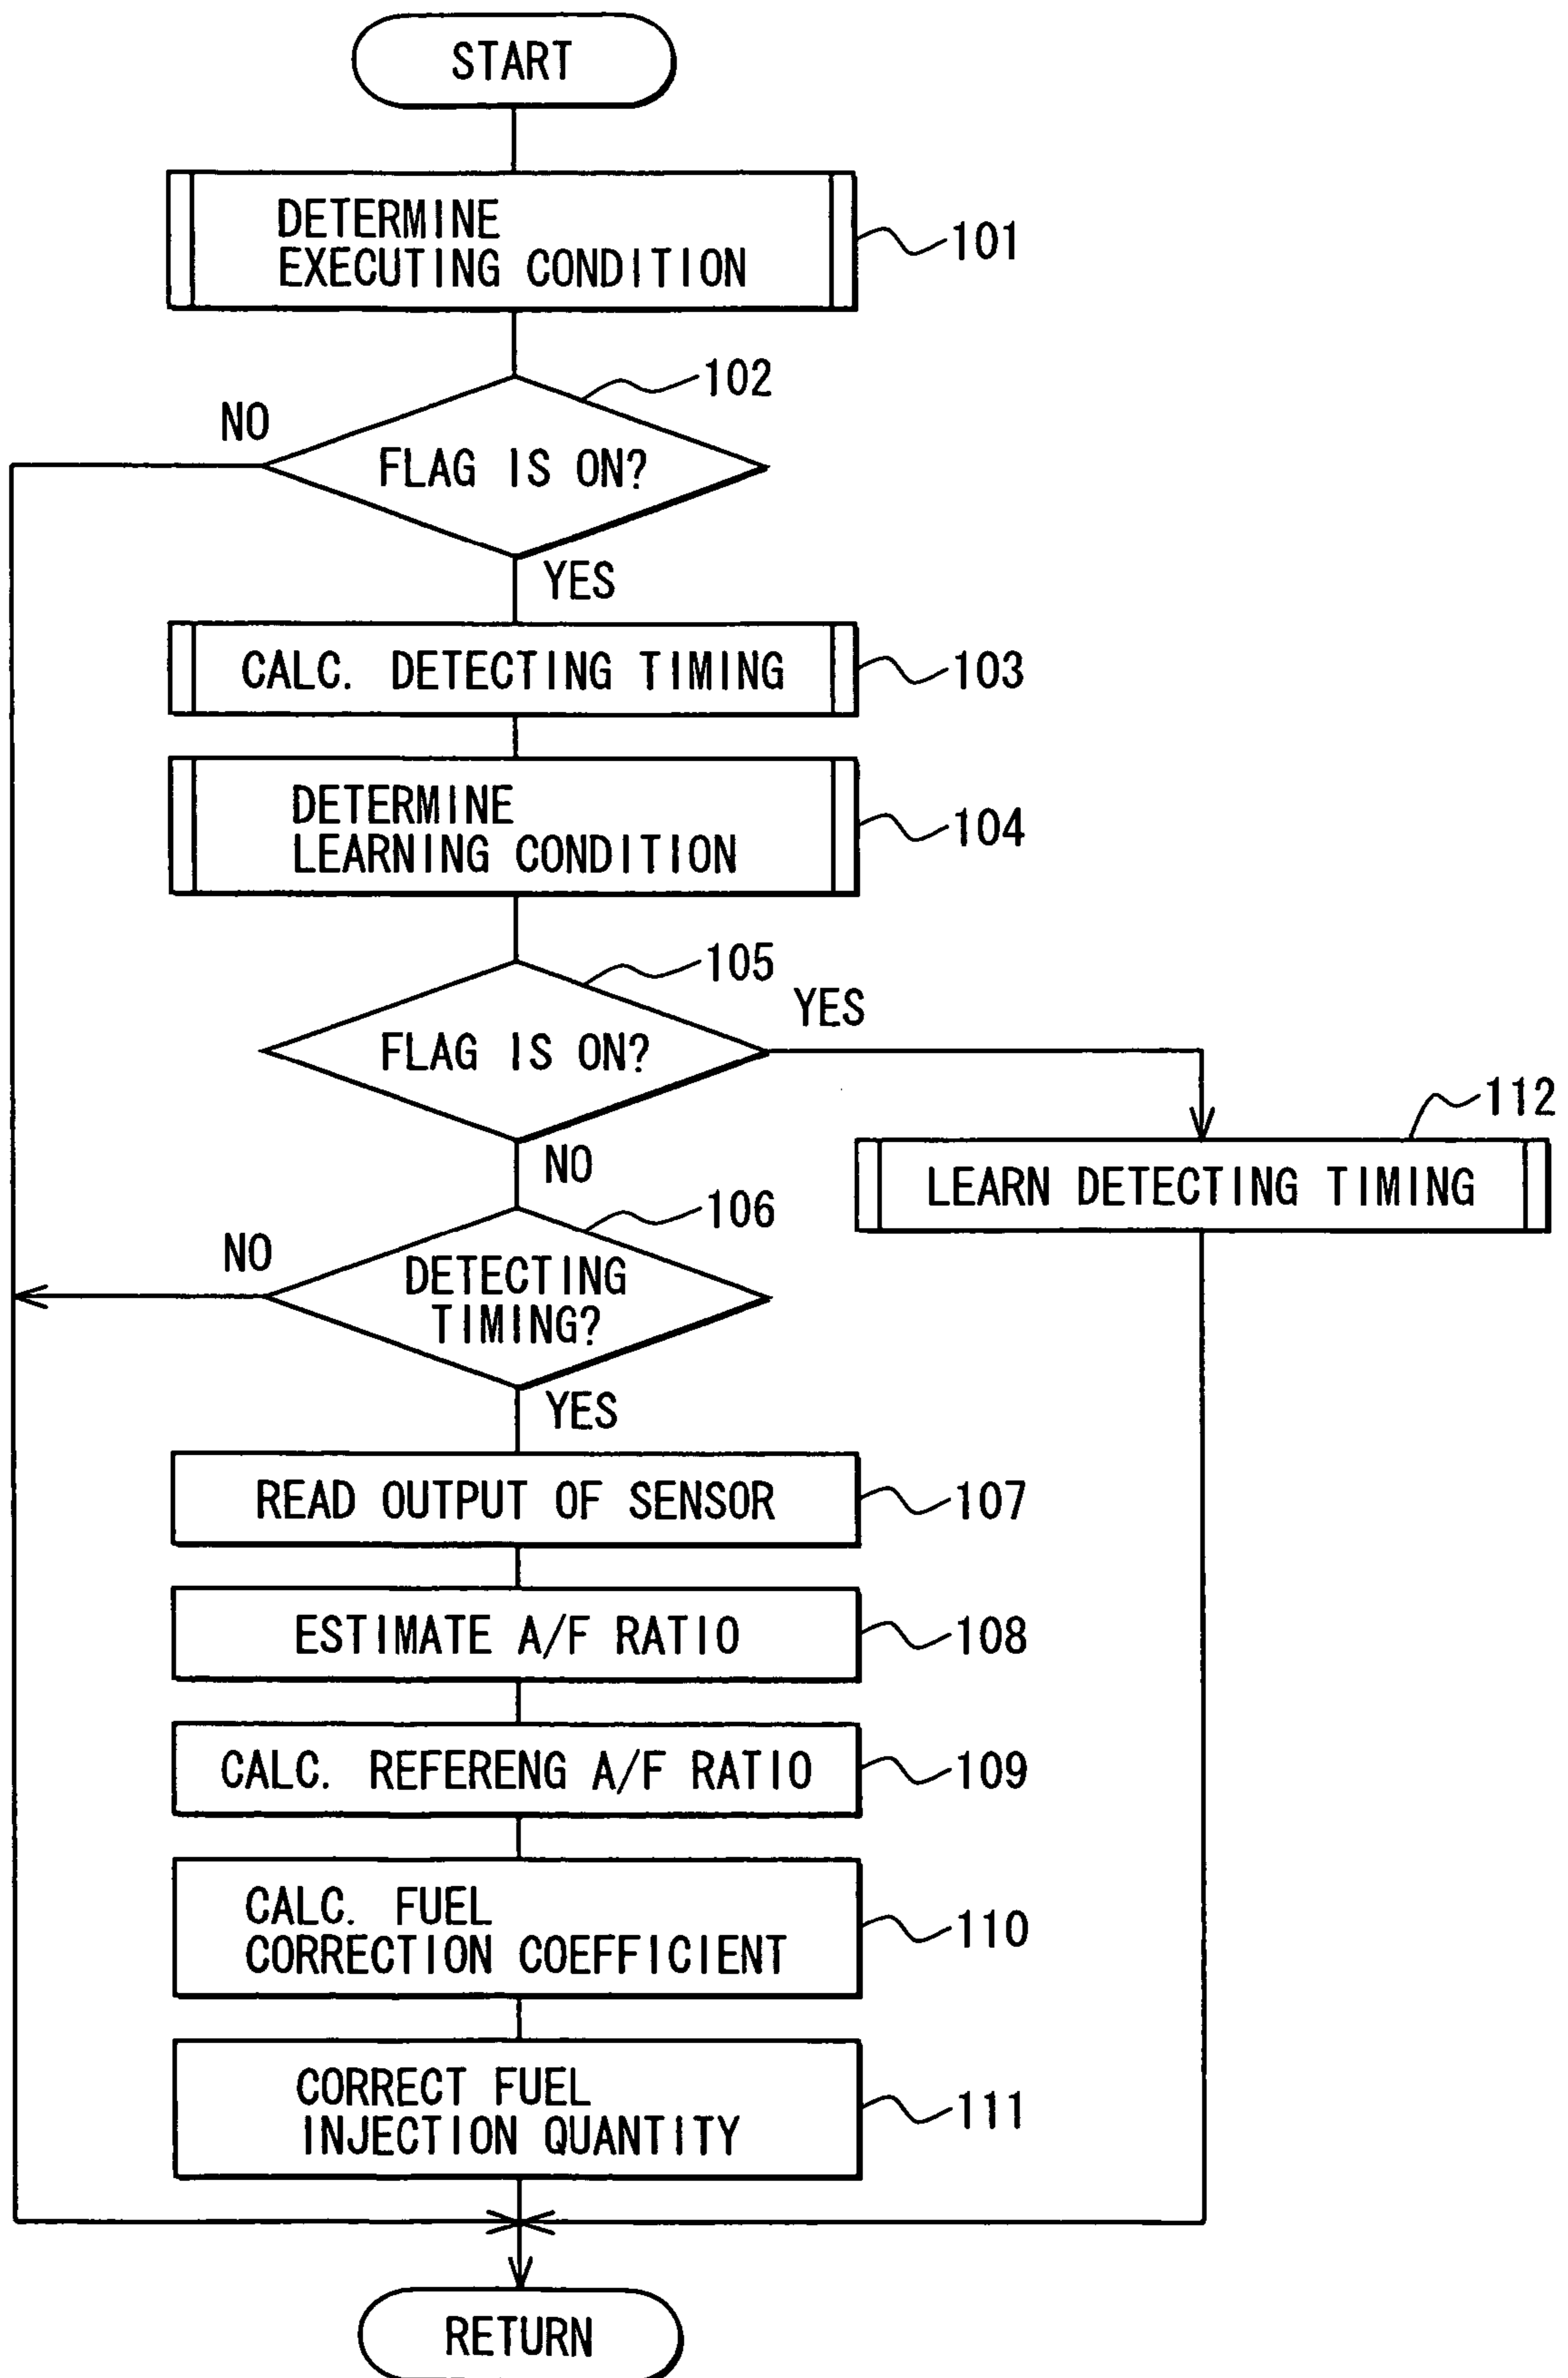 START
DETERMINE
EXECUTING CONDITION
101
102
NO
FLAG IS ON?
YES
CALC. DETECTING TIMING
103
DETERMINE
LEARNING CONDITION
104
105
YES
FLAG IS ON?
112
NO
LEARN DETECTING TIMING
106
NO
DETECTING
TIMING?
YES
READ OUTPUT OF SENSOR
107
ESTIMATE A/F RATIO
108
CALC. REFERENG A/F RATIO
109
CALC. FUEL
CORRECTION COEFFICIENT
110
CORRECT FUEL
INJECTION QUANTITY
111
RETURN